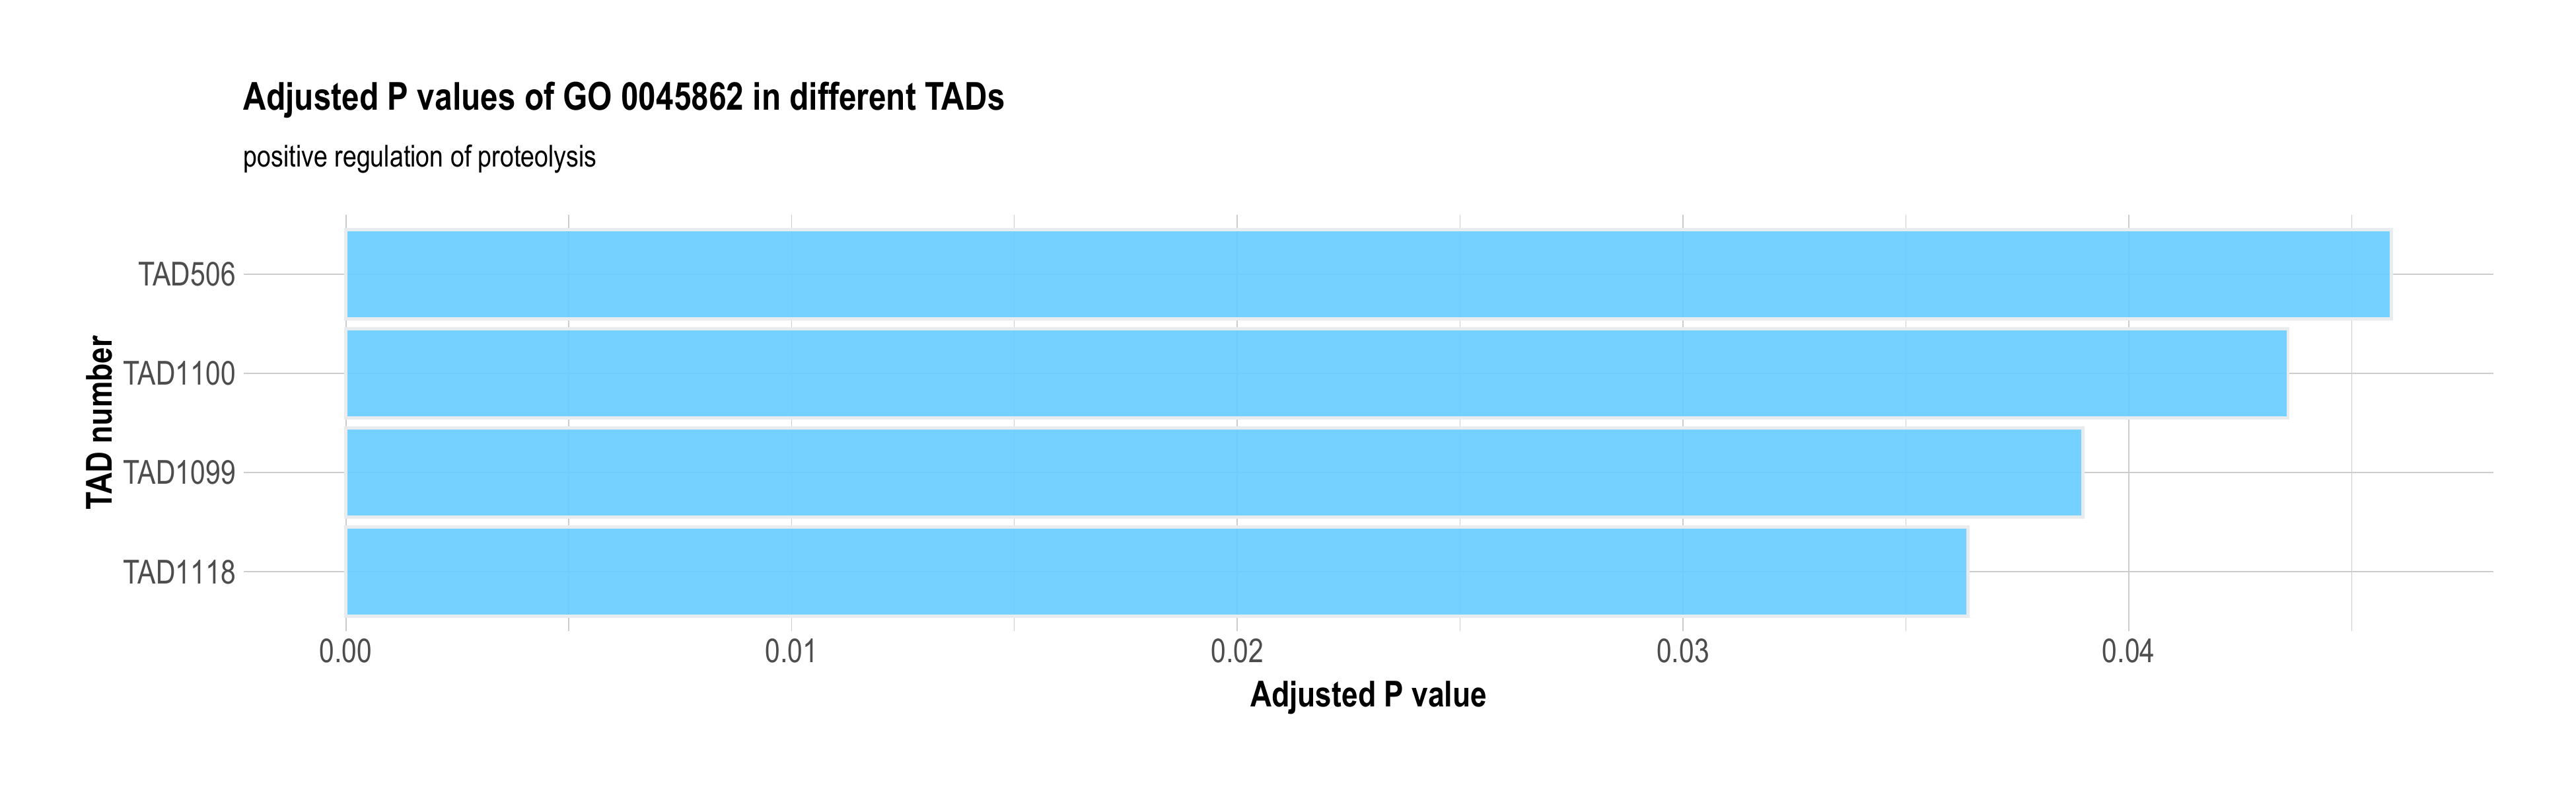 Adjusted P values of GO 0045862 in different TADs
positive regulation of proteolysis
TAD number
TAD506
TAD1100
TAD1099
TAD1118
0.00 0.01 0.02 0.03 0.04
Adjusted P value